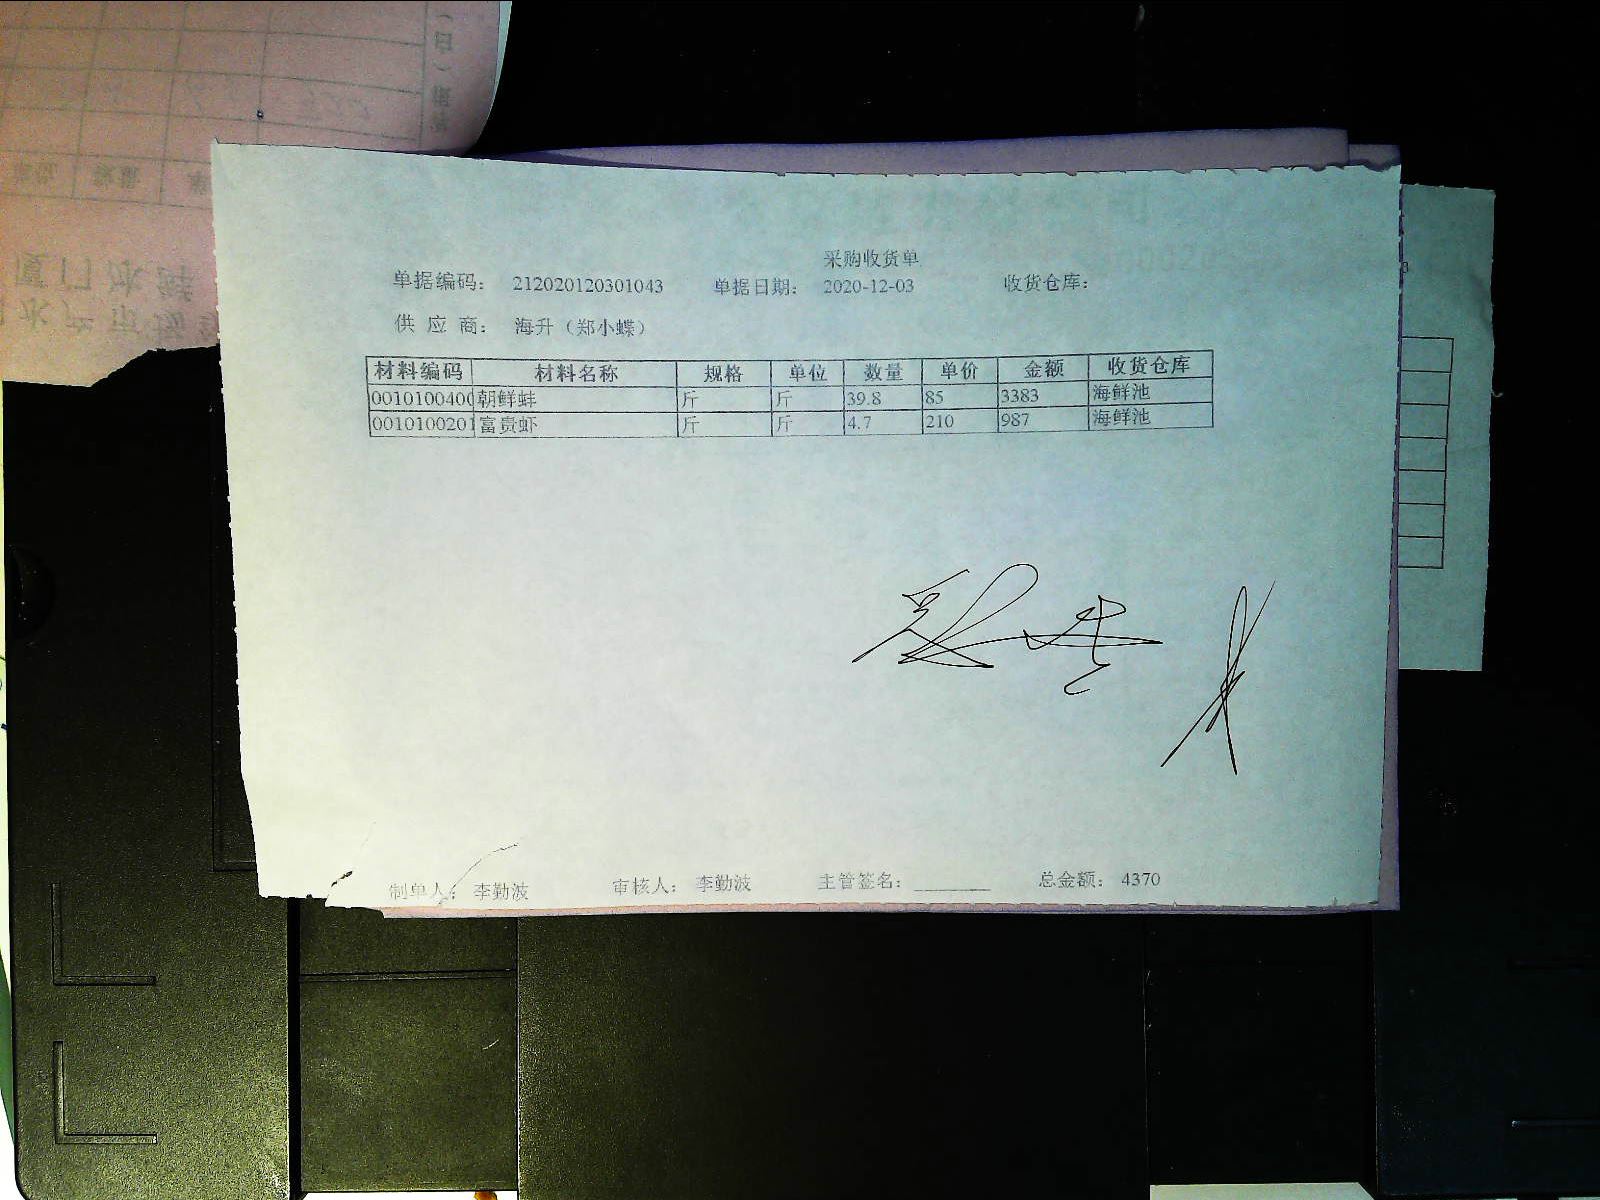 采购收货单
单据编码： 212020120301043 单据日期： 2020-12-03 收货仓库：
供 应 商： 海升（郑小蝶）
材料编码 材料名称 规格 单位 数量 单价 金额 收货仓库
0010100400 朝鲜蚌 斤 斤 39.8 85 3383 海鲜池
0010100201 富贵虾 斤 斤 4.7 210 987 海鲜池
制单人： 李勤波 审核人： 李勤波 主管签名： ________ 总金额： 4370